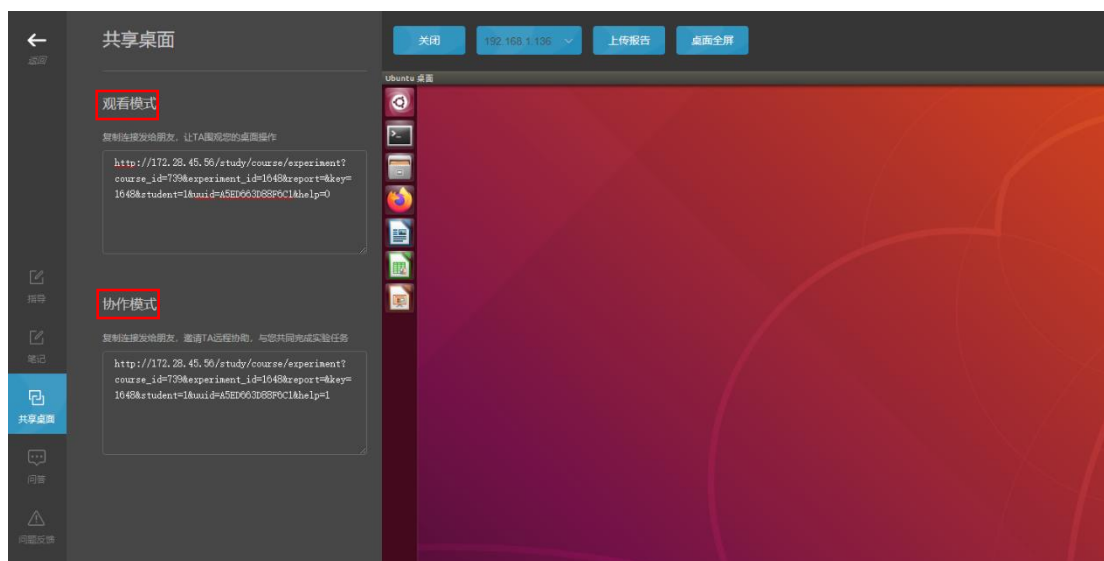 桌面
共享桌面
观看模式
复制连接发给朋友，让TA围观您的桌面操作
http://172.28.45.56/study/course/experiment?
course_id=739&experiment_id=1648&report=&key=
1648&student=1&uuid=A5ED663D88F6C1&help=0
协作模式
复制连接发给朋友，邀请TA远程协助，与您共同完成实验任务
http://172.28.45.56/study/course/experiment?
course_id=739&experiment_id=1648&report=&key=
1648&student=1&uuid=A5ED663D88F6C1&help=1
指导
笔记
共享桌面
问答
问题反馈
关闭
192.168.1.136
上传报告
桌面全屏
Ubuntu 桌面